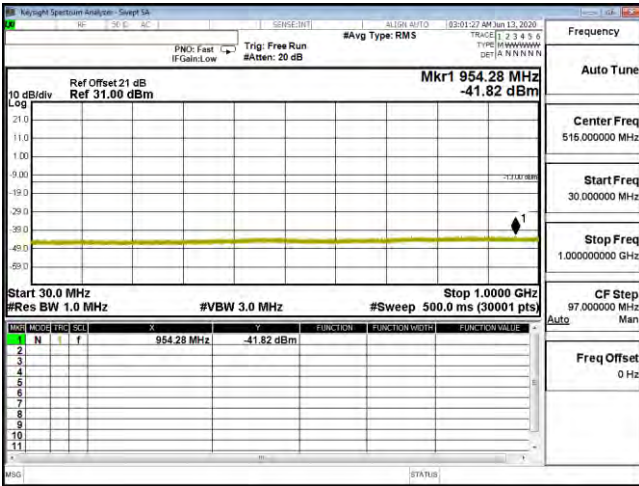 Keysight Spectrum Analyzer - Swept SA
RF 50 Ω AC SENSE:INT ALIGN AUTO 03:01:27 AM Jun 13, 2020
#Avg Type: RMS TRACE 1 2 3 4 5 6
PNO: Fast Trig: Free Run TYPE M WWWWW
IFGain:Low #Atten: 20 dB DET A N N N N N
Ref Offset 21 dB Mkr1 954.28 MHz
10 dB/div Ref 31.00 dBm -41.82 dBm
Log
21.0
11.0
1.00
-9.00
-13.00 dBm
-19.0
-29.0
-39.0
1
-49.0
-59.0
Start 30.0 MHz Stop 1.0000 GHz
#Res BW 1.0 MHz #VBW 3.0 MHz #Sweep 500.0 ms (30001 pts)
MKR MODE TRC SCL X Y FUNCTION FUNCTION WIDTH FUNCTION VALUE
1 N 1 f 954.28 MHz -41.82 dBm
2
3
4
5
6
7
8
9
10
11
MSG STATUS
Frequency
Auto Tune
Center Freq
515.000000 MHz
Start Freq
30.000000 MHz
Stop Freq
1.000000000 GHz
CF Step
97.000000 MHz
Auto Man
Freq Offset
0 Hz